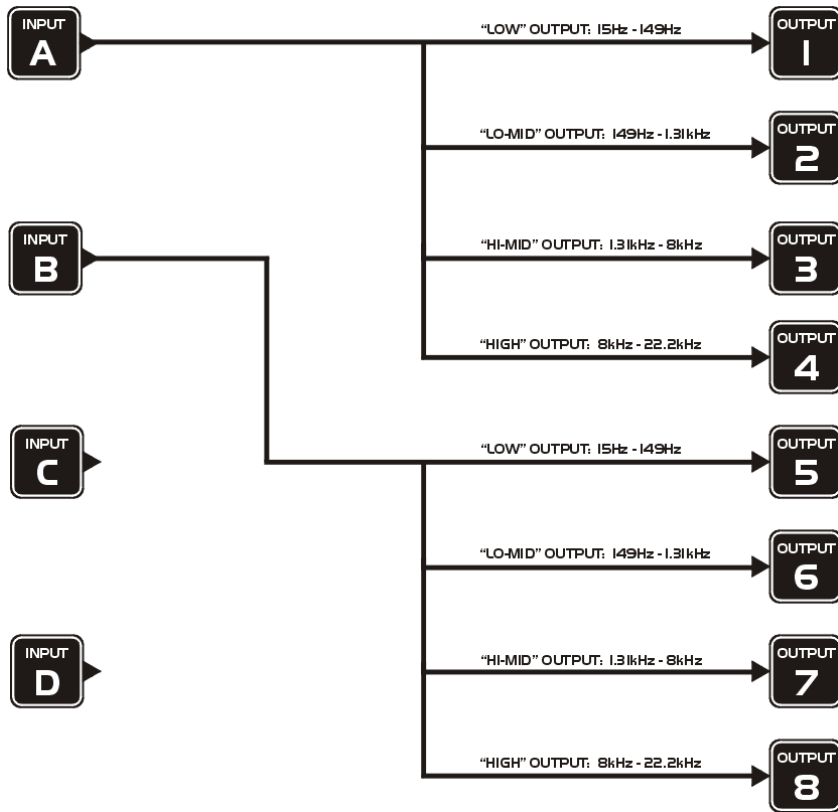 INPUT
A
"LOW" OUTPUT: 15Hz - 149Hz
OUTPUT
1
"LO-MID" OUTPUT: 149Hz - 1.31kHz
OUTPUT
2
INPUT
B
"HI-MID" OUTPUT: 1.31kHz - 8kHz
OUTPUT
3
"HIGH" OUTPUT: 8kHz - 22.2kHz
OUTPUT
4
INPUT
C
"LOW" OUTPUT: 15Hz - 149Hz
OUTPUT
5
"LO-MID" OUTPUT: 149Hz - 1.31kHz
OUTPUT
6
INPUT
D
"HI-MID" OUTPUT: 1.31kHz - 8kHz
OUTPUT
7
"HIGH" OUTPUT: 8kHz - 22.2kHz
OUTPUT
8